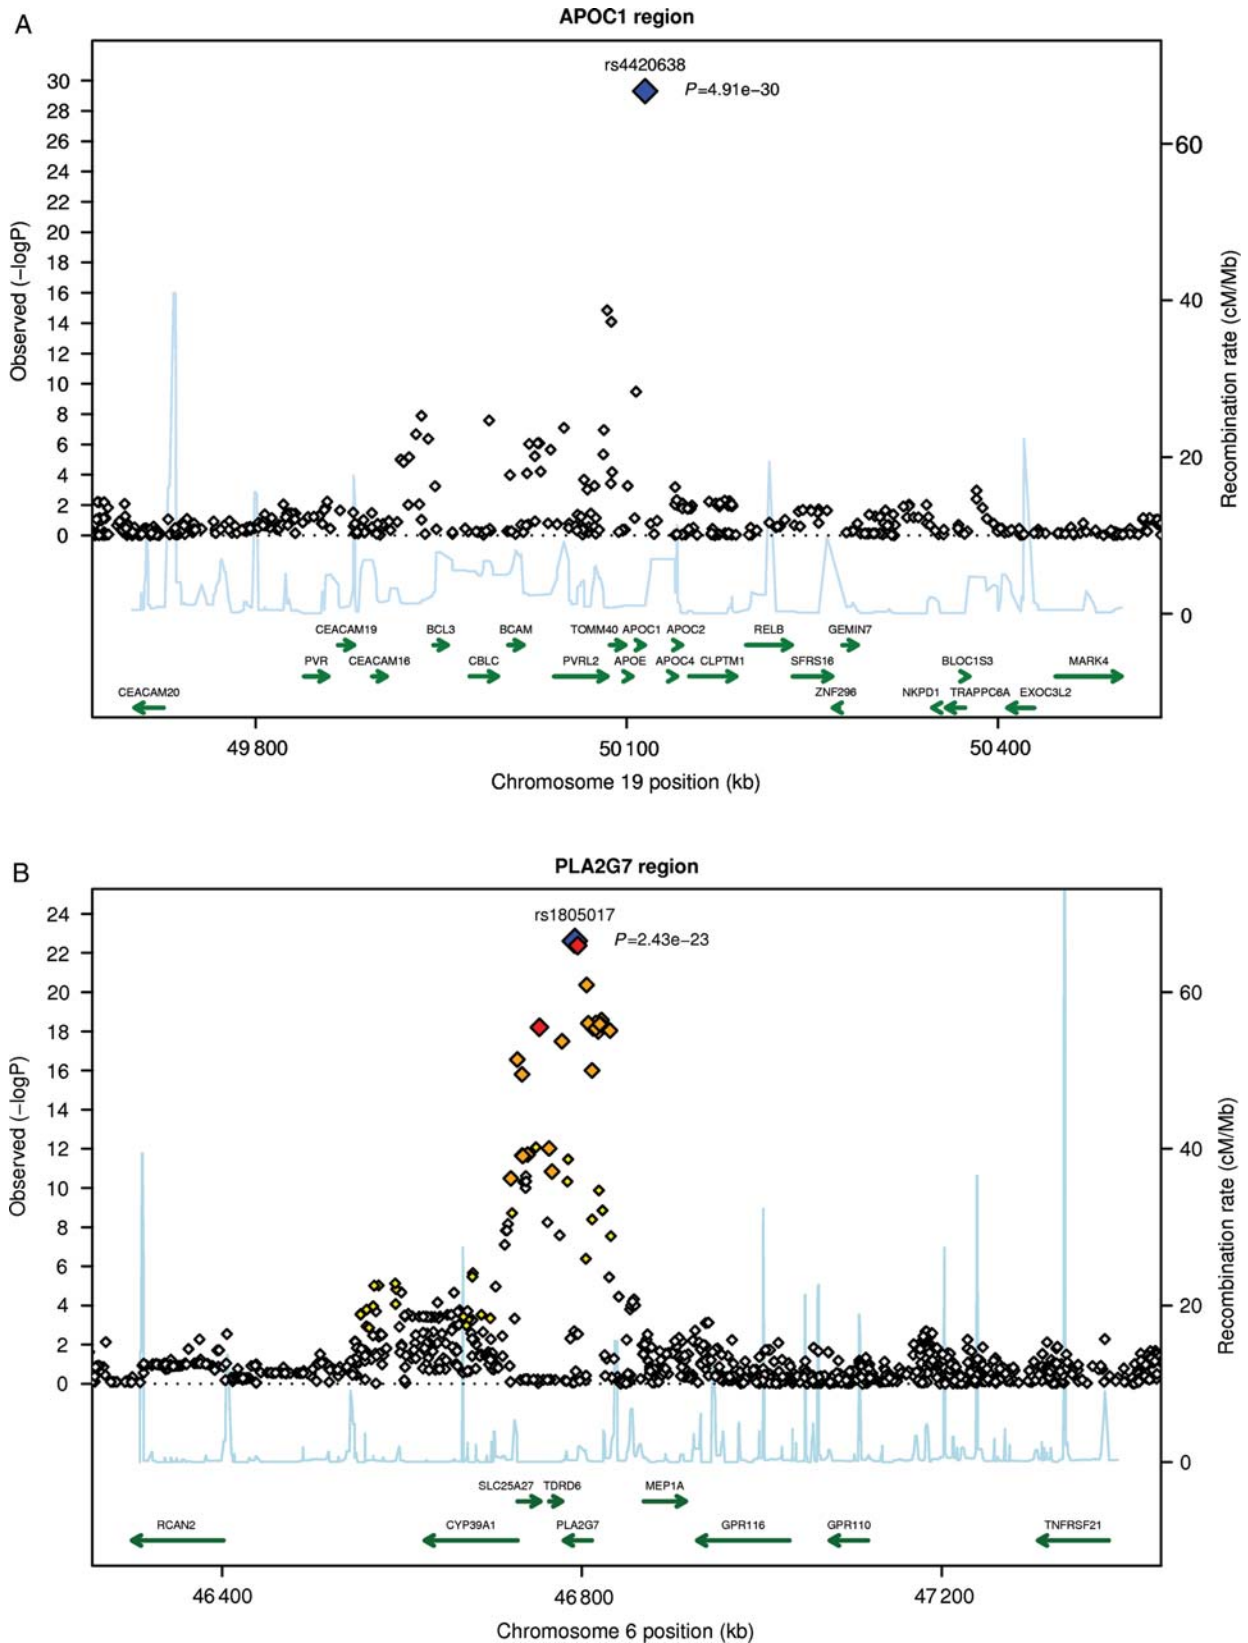 A
APOC1 region
rs4420638
P=4.91e−30
30
28
26
24
22
20
18
16
14
12
10
8
6
4
2
0
Observed (−logP)
60
40
20
0
Recombination rate (cM/Mb)
CEACAM19 BCL3 BCAM TOMM40 APOC1 APOC2 RELB GEMIN7
PVR CEACAM16 CBLC PVRL2 APOE APOC4 CLPTM1 SFRS16 BLOC1S3 MARK4
CEACAM20 ZNF296 NKPD1 TRAPPC6A EXOC3L2
49 800 50 100 50 400
Chromosome 19 position (kb)
B
PLA2G7 region
rs1805017
P=2.43e−23
24
22
20
18
16
14
12
10
8
6
4
2
0
Observed (−logP)
60
40
20
0
Recombination rate (cM/Mb)
SLC25A27 TDRD6 MEP1A
RCAN2 CYP39A1 PLA2G7 GPR116 GPR110 TNFRSF21
46 400 46 800 47 200
Chromosome 6 position (kb)